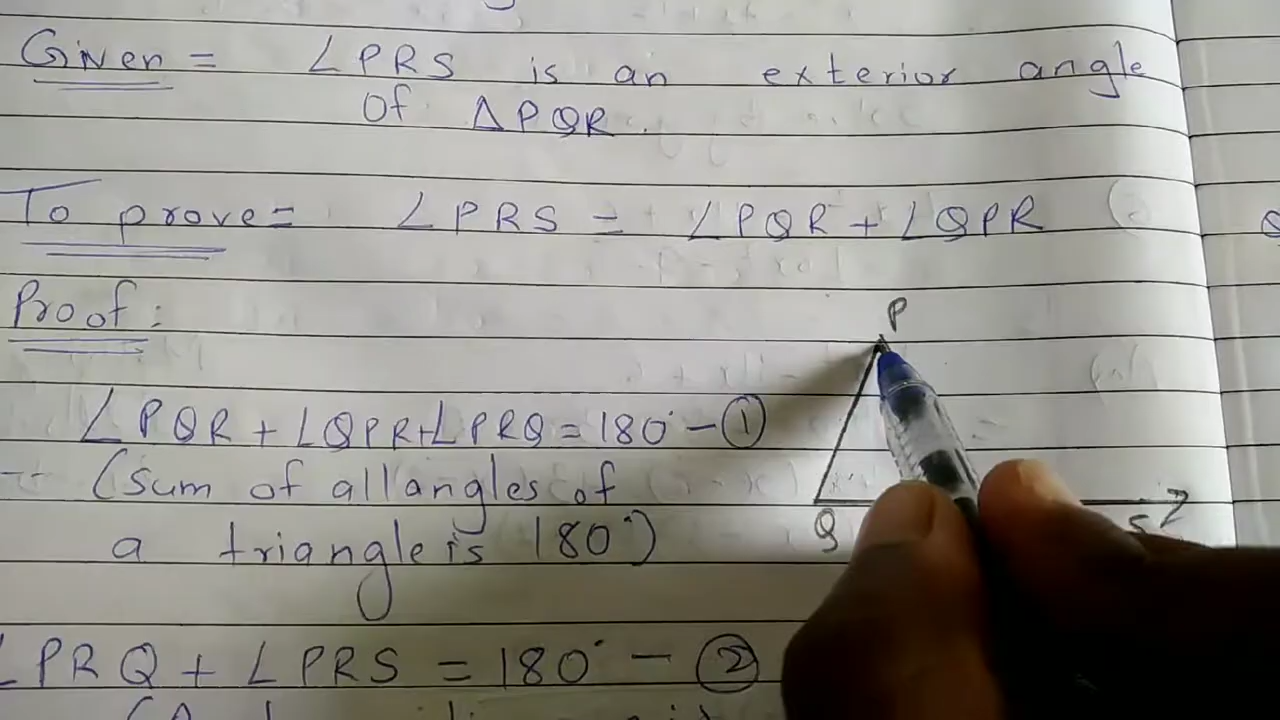 Given = ∠PRS is an exterior angle
of ΔPQR.
To prove = ∠PRS = ∠PQR + ∠QPR
Proof:
P
∠PQR + ∠QPR + ∠PRQ = 180° - ①
(Sum of all angles of
Q S
a triangle is 180°)
∠PRQ + ∠PRS = 180° - ②